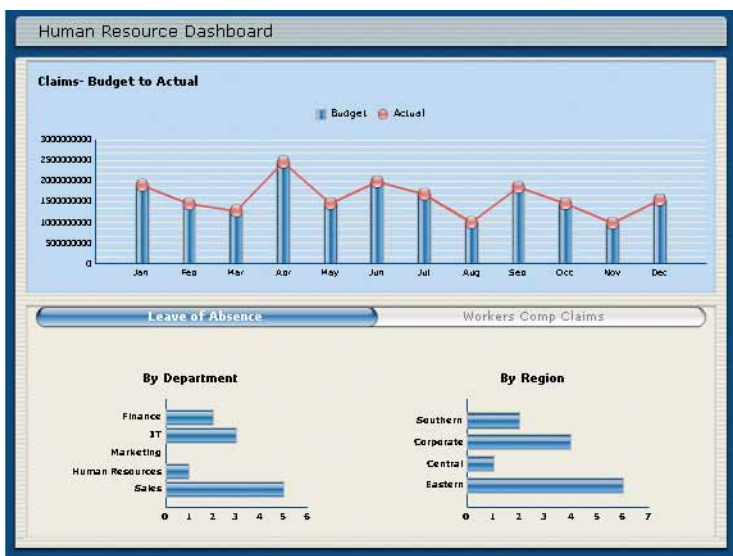 Human Resource Dashboard
Claims- Budget to Actual
Budget Actual
3000000000
2500000000
2000000000
1500000000
1000000000
500000000
0
Jan Feb Mar Apr May Jun Jul Aug Sep Oct Nov Dec
Leave of Absence Workers Comp Claims
By Department
Finance
IT
Marketing
Human Resources
Sales
0 1 2 3 4 5 6
By Region
Southern
Corporate
Central
Eastern
0 1 2 3 4 5 6 7